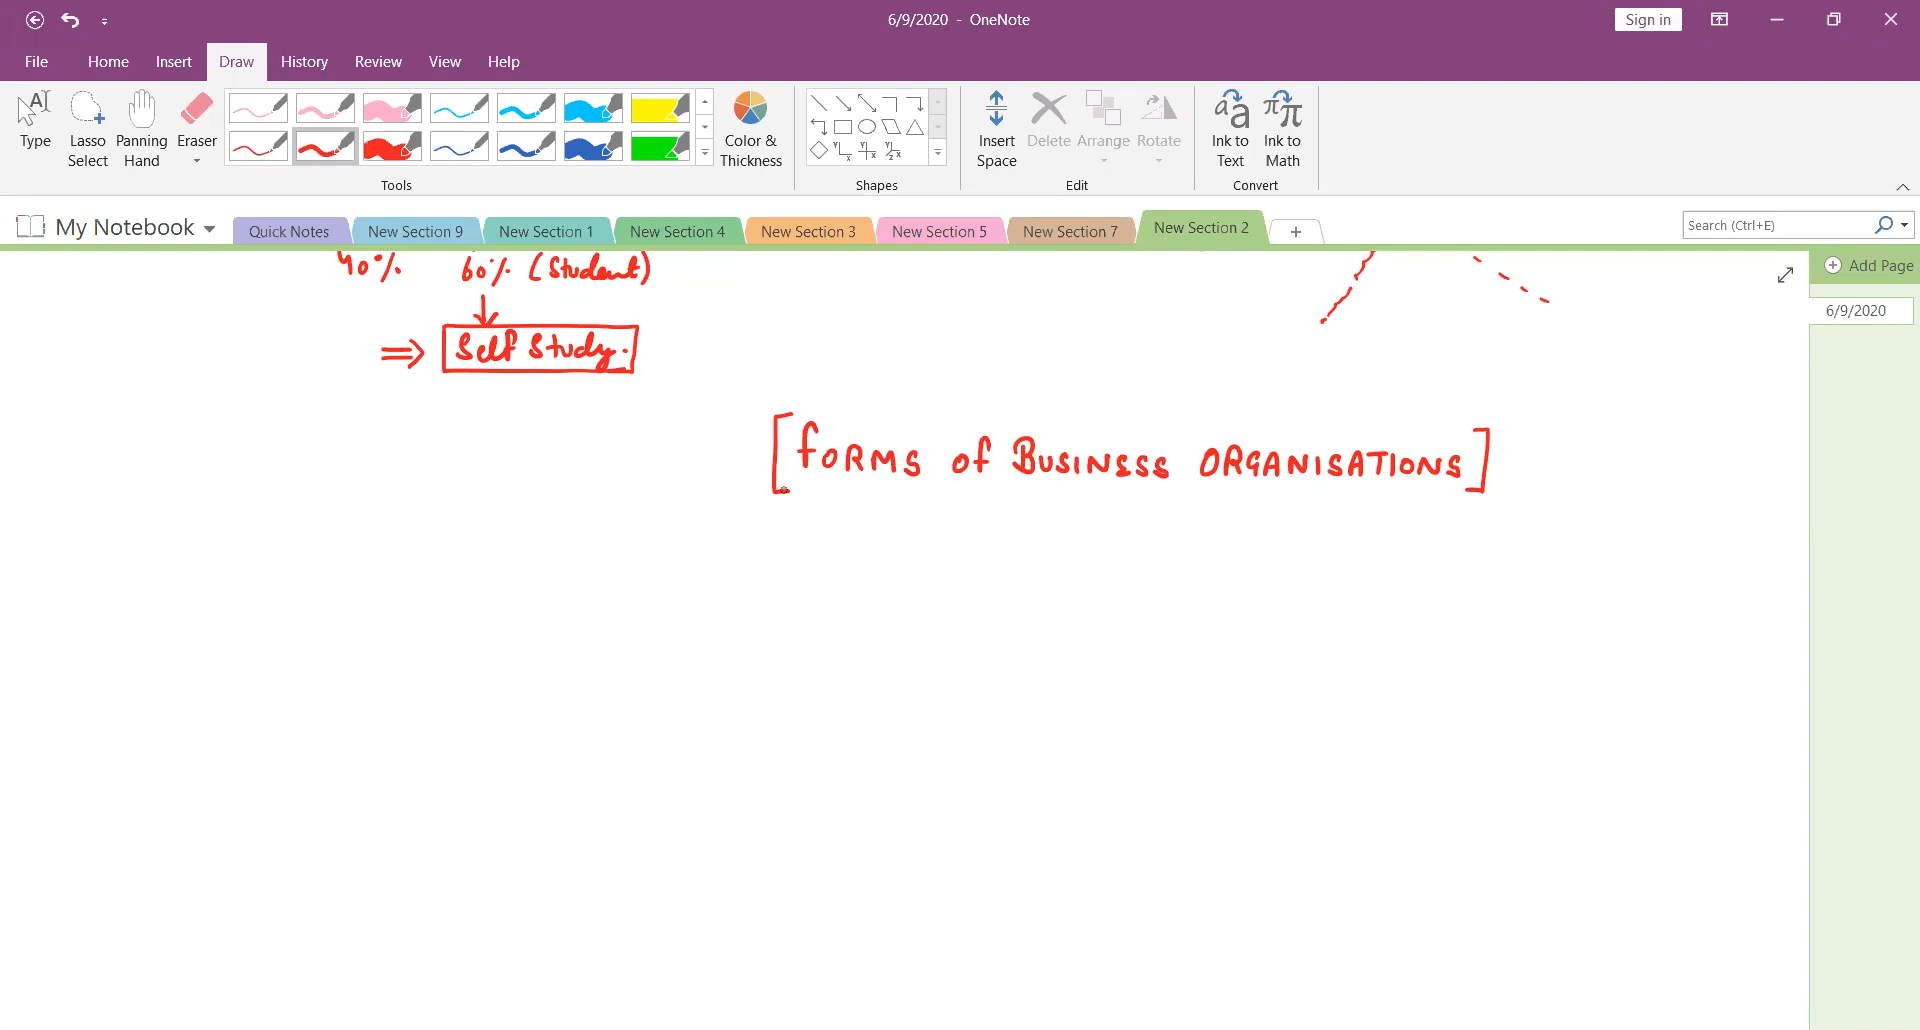 6/9/2020 - OneNote
Sign in
File Home Insert Draw History Review View Help
Type
Lasso Select
Panning Hand
Eraser
Color & Thickness
Insert Space
Delete
Arrange
Rotate
Ink to Text
Ink to Math
Tools
Shapes
Edit
Convert
My Notebook
Quick Notes
New Section 9
New Section 1
New Section 4
New Section 3
New Section 5
New Section 7
New Section 2
Search (Ctrl+E)
Add Page
6/9/2020
40% 60% (Student)
⇒ Self Study.
[FORMS of BUSINESS ORGANISATIONS]